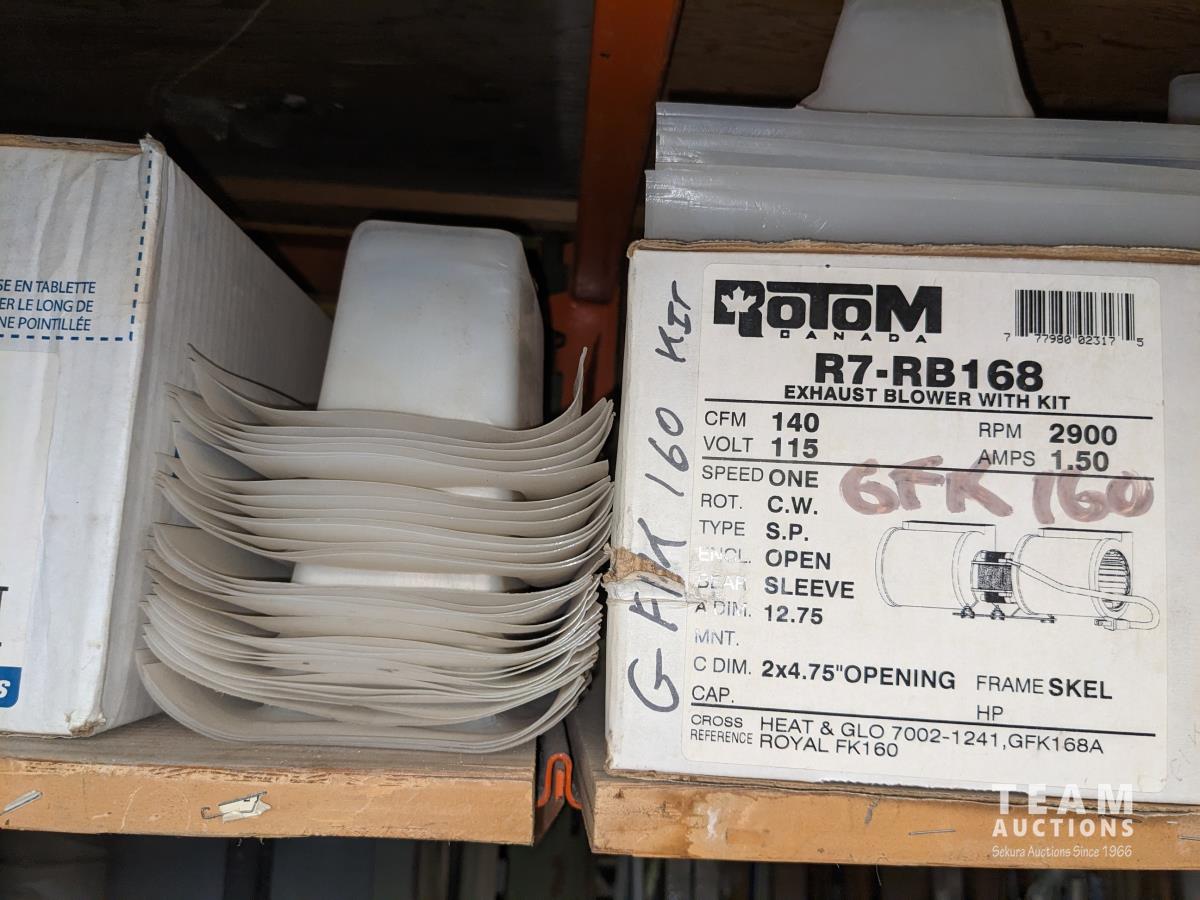 SE EN TABLETTE
ER LE LONG DE
NE POINTILLÉE
S
GFK 160 KIT
ROTOM
CANADA
7 77980 02317 5
R7-RB168
EXHAUST BLOWER WITH KIT
CFM 140 RPM 2900
VOLT 115 AMPS 1.50
SPEED ONE
GFK 160
ROT. C.W.
TYPE S.P.
ENCL. OPEN
BEAR SLEEVE
A DIM. 12.75
MNT.
C DIM. 2x4.75"OPENING FRAME SKEL
CAP. HP
CROSS REFERENCE HEAT & GLO 7002-1241,GFK168A
ROYAL FK160
TEAM
AUCTIONS
Sekura Auctions Since 1966